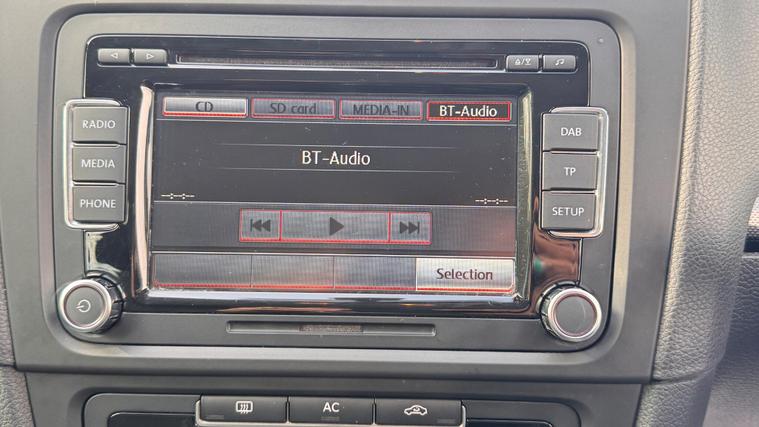 CD SD card MEDIA-IN BT-Audio
RADIO
MEDIA
PHONE
BT-Audio
--:--:--
--:--:--
Selection
DAB
TP
SETUP
AC